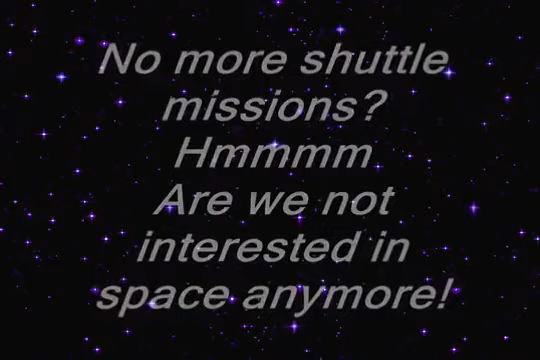 No more shuttle
missions?
Hmmmm
Are we not
interested in
space anymore!